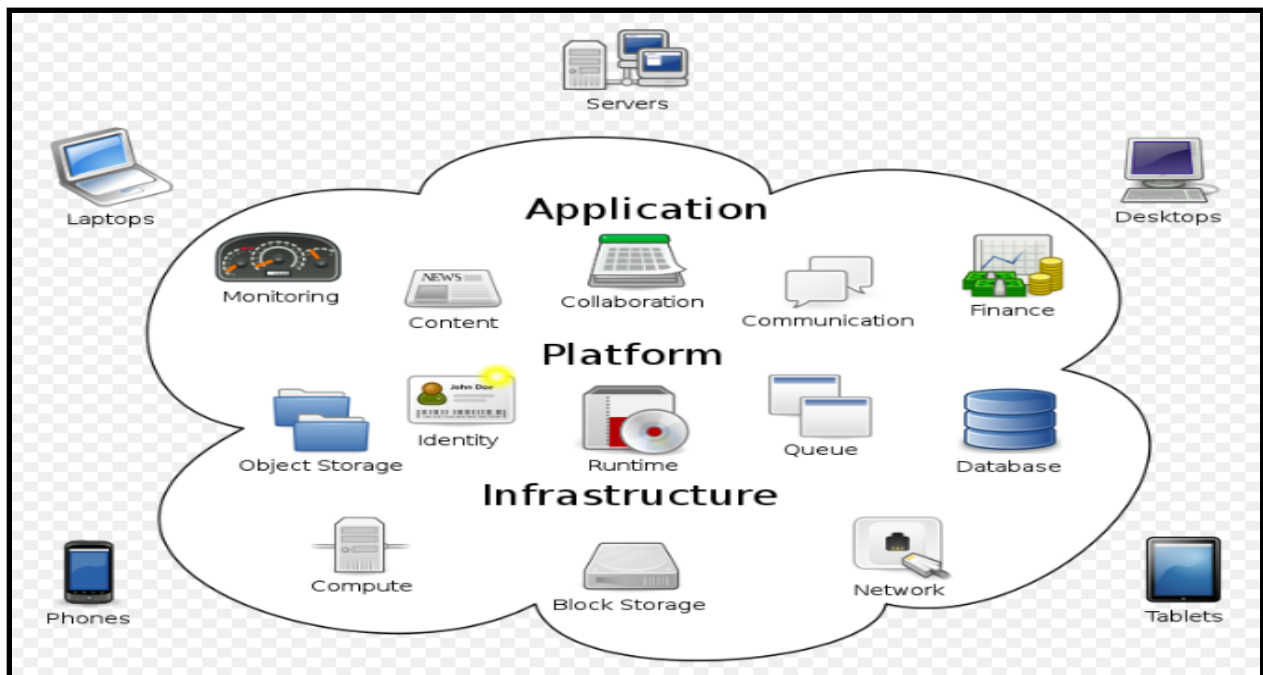 Servers
Laptops
Desktops
Application
Monitoring
NEWS
Content
Collaboration
Communication
Finance
Platform
Object Storage
John Doe
Identity
Runtime
Queue
Database
Infrastructure
Compute
Block Storage
Network
Phones
Tablets